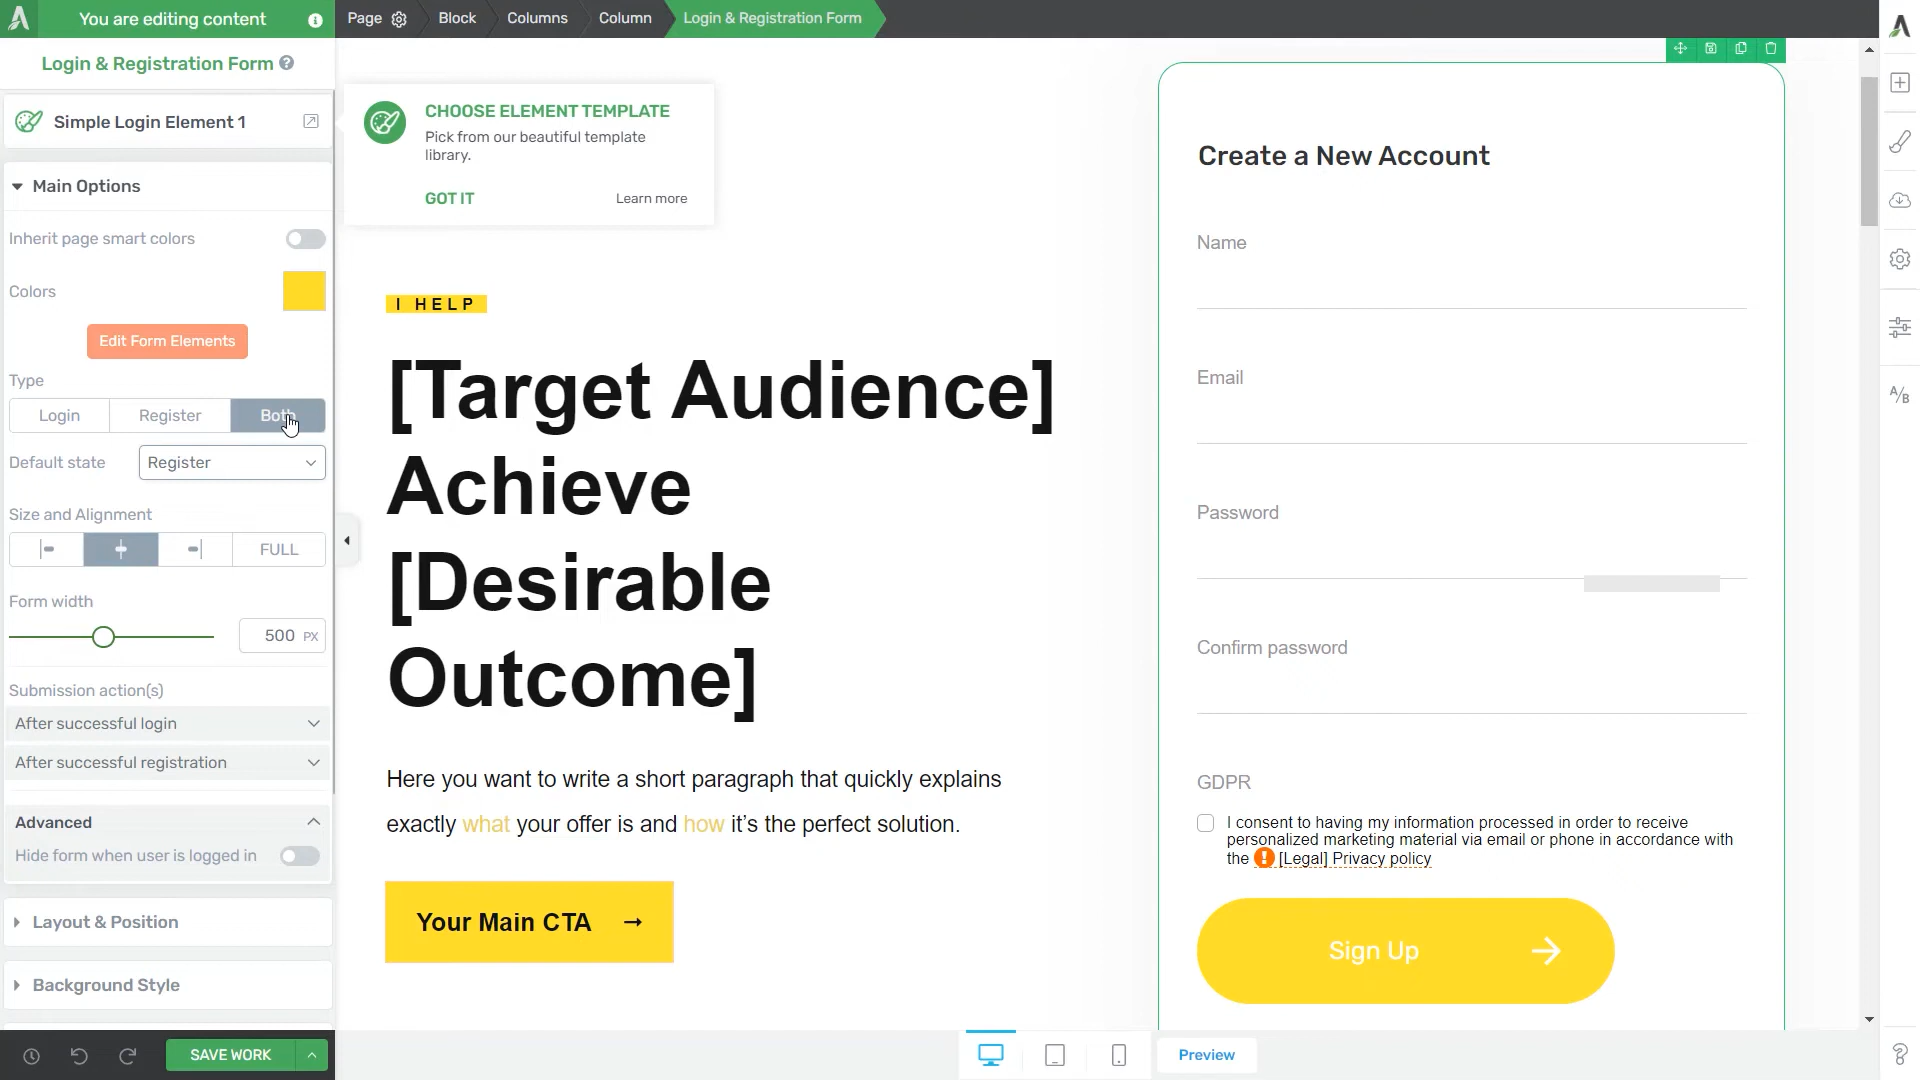 You are editing content
Page
Block
Columns
Column
Login & Registration Form
Login & Registration Form
Simple Login Element 1
Main Options
Inherit page smart colors
Colors
Edit Form Elements
Type
Login
Register
Both
Default state
Register
Size and Alignment
FULL
Form width
500 PX
Submission action(s)
After successful login
After successful registration
Advanced
Hide form when user is logged in
Layout & Position
Background Style
SAVE WORK
CHOOSE ELEMENT TEMPLATE
Pick from our beautiful template
library.
GOT IT
Learn more
I HELP
[Target Audience]
Achieve
[Desirable
Outcome]
Here you want to write a short paragraph that quickly explains
exactly what your offer is and how it’s the perfect solution.
Your Main CTA
Create a New Account
Name
Email
Password
Confirm password
GDPR
I consent to having my information processed in order to receive
personalized marketing material via email or phone in accordance with
the [Legal] Privacy policy
Sign Up
Preview
A/B